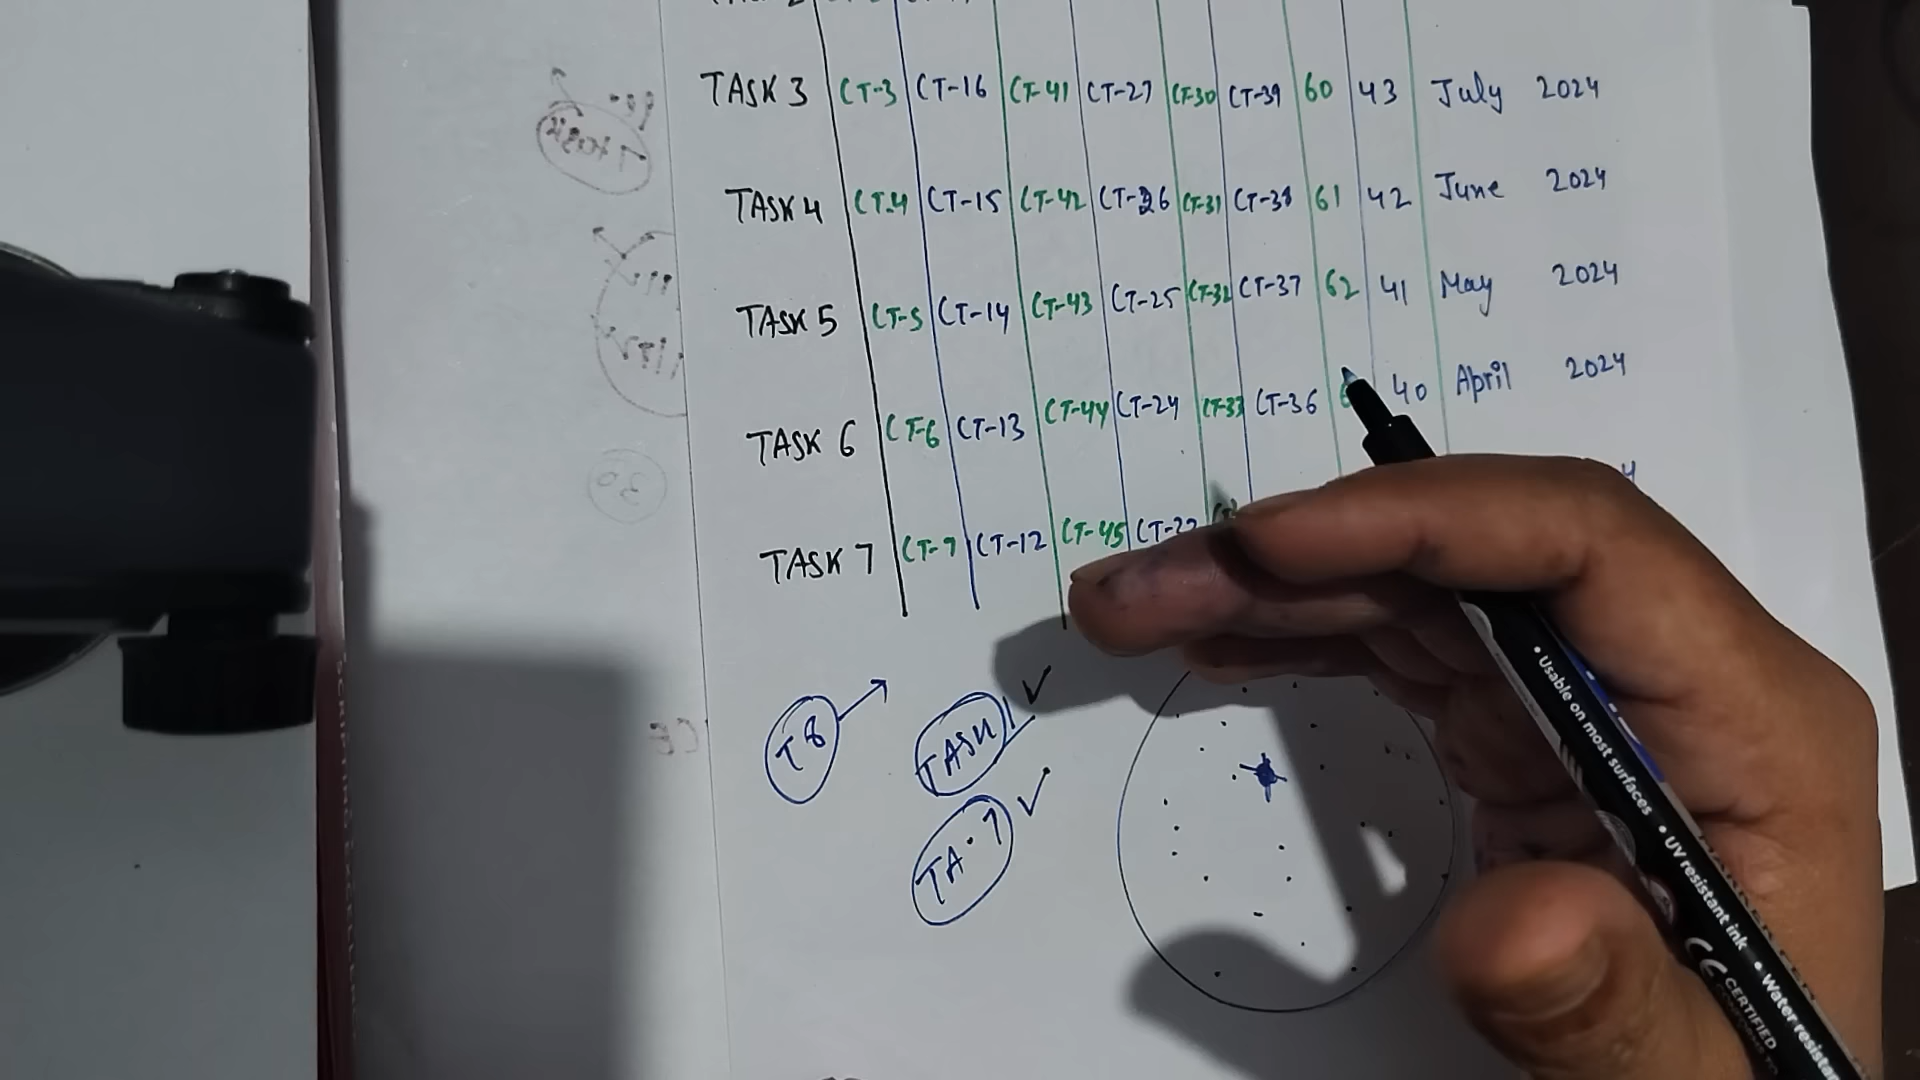 TASK 3 CT-3 CT-16 CT-41 CT-27 CT-30 CT-39 60 43 July 2024
TASK 4 CT-4 CT-15 CT-42 CT-26 CT-31 CT-38 61 42 June 2024
TASK 5 CT-5 CT-14 CT-43 CT-25 CT-32 CT-37 62 41 May 2024
TASK 6 CT-6 CT-13 CT-44 CT-24 CT-33 CT-36 40 April 2024
TASK 7 CT-7 CT-12 CT-45
T8
TASK 1
TA-7
• Usable on most surfaces
• UV resistant ink • Water resistant
CE CERTIFIED